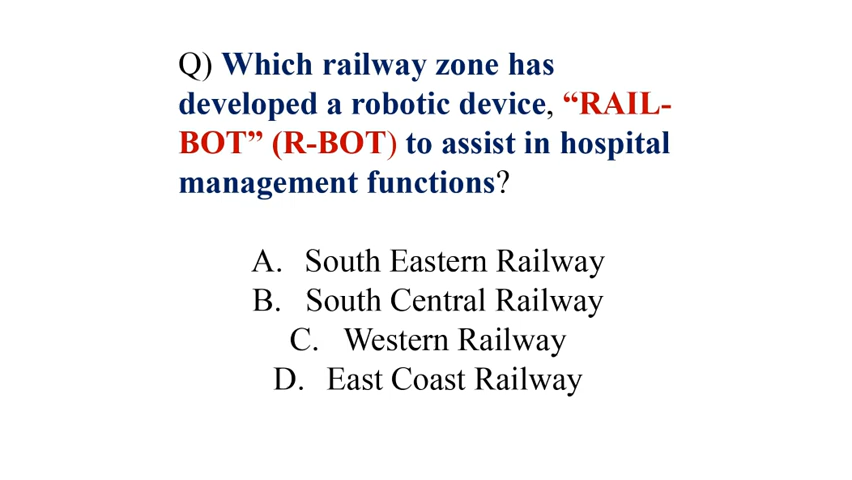 Q) Which railway zone has
developed a robotic device, “RAIL-
BOT” (R-BOT) to assist in hospital
management functions?
A. South Eastern Railway
B. South Central Railway
C. Western Railway
D. East Coast Railway